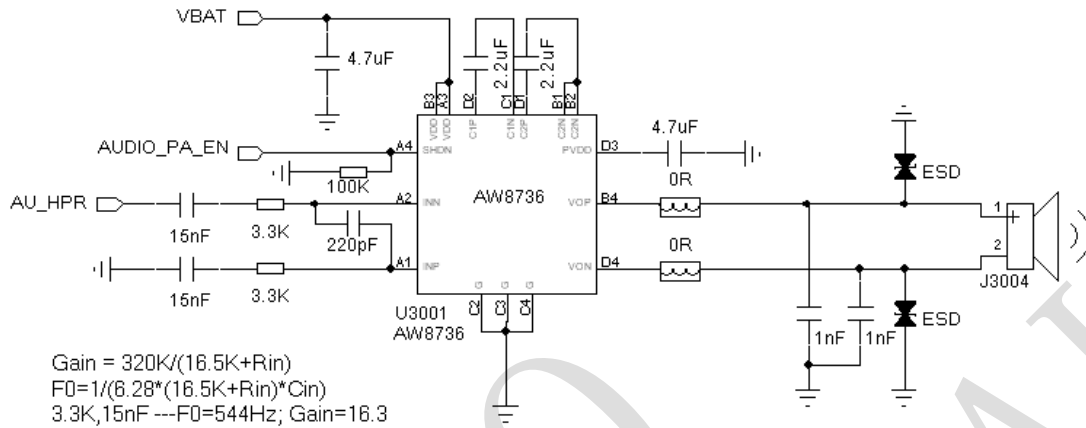 VBAT
4.7uF
2.2uF
2.2uF
B3
A3
D2
C1
D1
B1
B2
VDD
VDD
C1P
C1N
C2P
C2N
C2N
AUDIO_PA_EN
A4
SHDN
PVDD
D3
4.7uF
ESD
100K
0R
AU_HPR
A2
INN
AW8736
VOP
B4
1
15nF
3.3K
220pF
0R
2
A1
INP
VON
D4
J3004
15nF
3.3K
G
G
G
C2
C3
C4
U3001
AW8736
1nF
1nF
ESD
Gain = 320K/(16.5K+Rin)
F0=1/(6.28*(16.5K+Rin)*Cin)
3.3K,15nF ---F0=544Hz; Gain=16.3